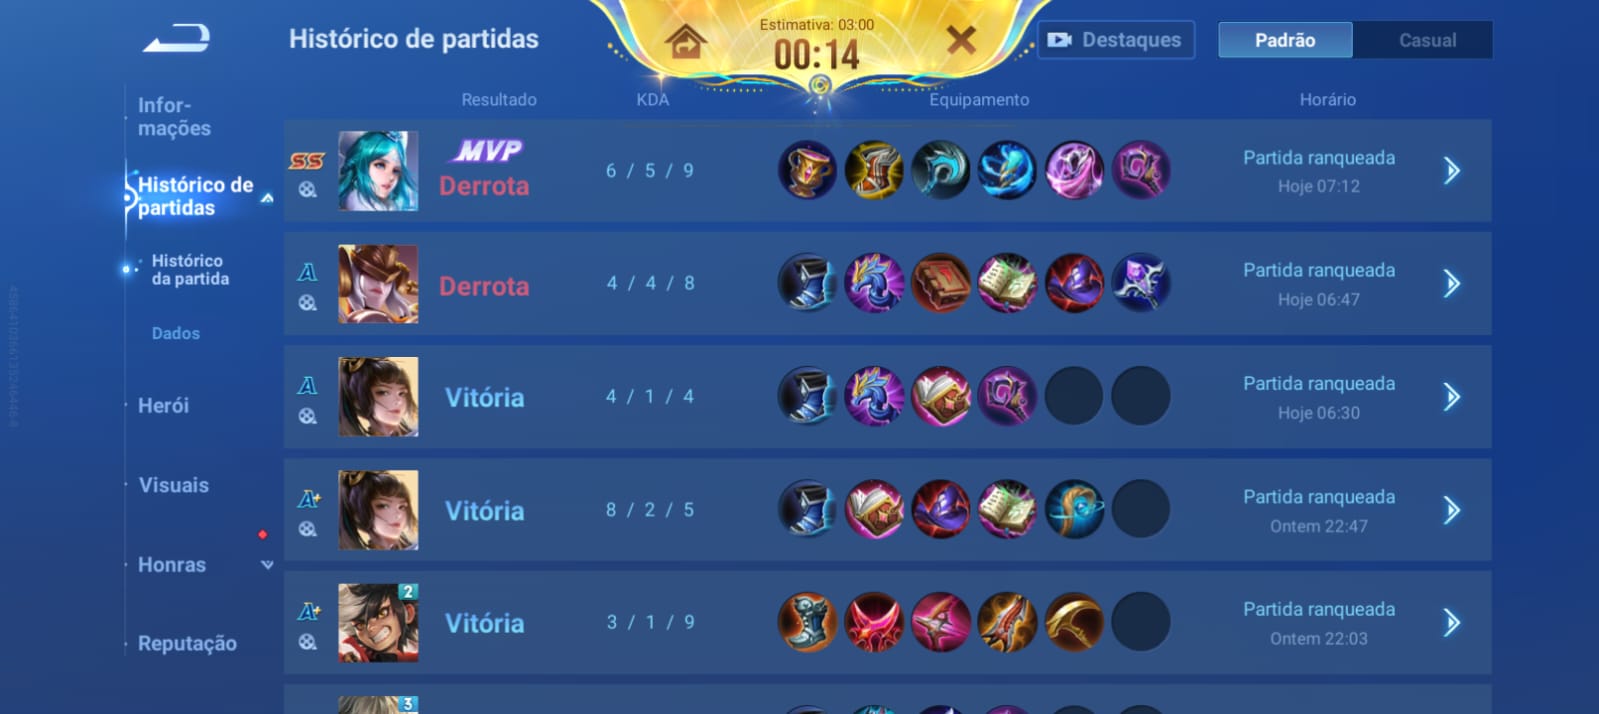 Histórico de partidas
Estimativa: 03:00
00:14
Destaques
Padrão
Casual
Infor-
mações
Histórico de
partidas
Histórico
da partida
Dados
Herói
Visuais
Honras
Reputação
Resultado
KDA
Equipamento
Horário
SS
MVP
Derrota
6 / 5 / 9
Partida ranqueada
Hoje 07:12
A
Derrota
4 / 4 / 8
Partida ranqueada
Hoje 06:47
A
Vitória
4 / 1 / 4
Partida ranqueada
Hoje 06:30
A+
Vitória
8 / 2 / 5
Partida ranqueada
Ontem 22:47
A+
2
Vitória
3 / 1 / 9
Partida ranqueada
Ontem 22:03
3